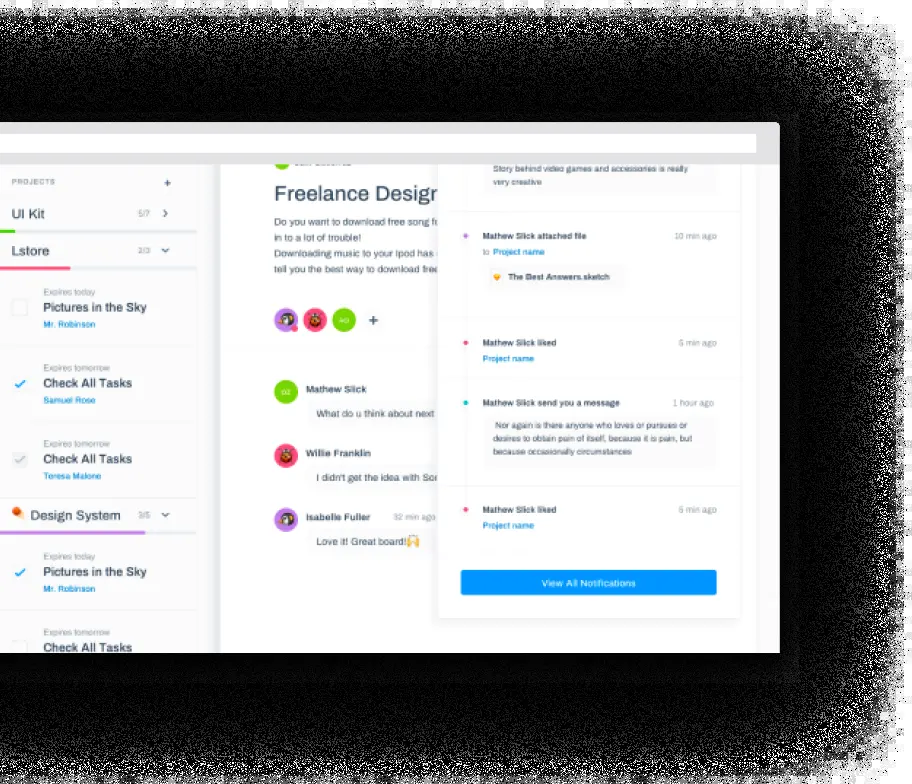 PROJECTS
+
UI Kit 5/7
Lstore 2/3
Expires today
Pictures in the Sky
Mr. Robinson
Expires tomorrow
Check All Tasks
Samuel Rose
Expires tomorrow
Check All Tasks
Teresa Malone
Design System 3/5
Expires today
Pictures in the Sky
Mr. Robinson
Expires tomorrow
Check All Tasks
Freelance Design
Do you want to download free song fo
in to a lot of trouble!
Downloading music to your Ipod has
tell you the best way to download free
+
Mathew Slick
What do u think about next
Willie Franklin
I didn't get the idea with Son
Isabelle Fuller 32 min ago
Love it! Great board!🙌
Story behind video games and accessories is really
very creative
Mathew Slick attached file 10 min ago
to Project name
The Best Answers.sketch
Mathew Slick liked 5 min ago
Project name
Mathew Slick send you a message 1 hour ago
Nor again is there anyone who loves or pursues or
desires to obtain pain of itself, because it is pain, but
because occasionally circumstances
Mathew Slick liked 5 min ago
Project name
View All Notifications